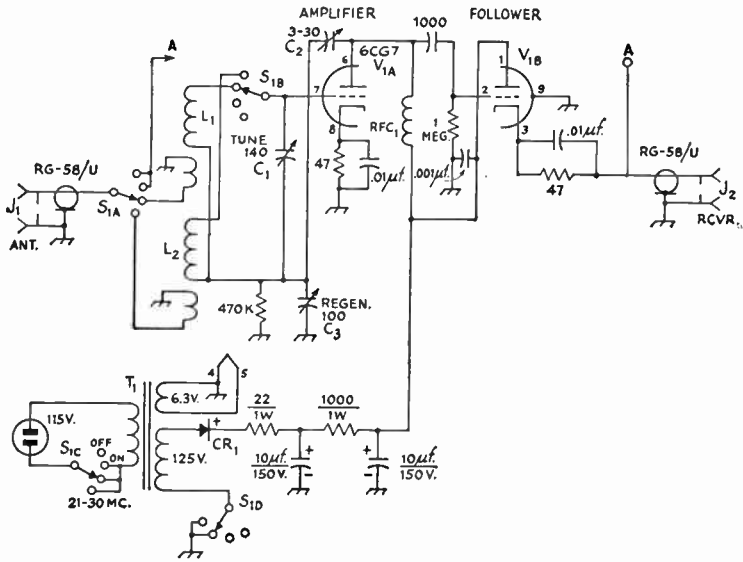 AMPLIFIER
FOLLOWER
3-30
C2
1000
6CG7
V1A
V1B
A
A
6
7
8
1
2
3
9
S1B
L1
TUNE
140
C1
RFC1
1
MEG.
47
.01µf.
.001µf.
.01µf.
47
RG-58/U
RG-58/U
J1
ANT.
S1A
J2
RCVR.
L2
470K
REGEN.
100
C3
T1
4
5
6.3V.
115V.
125V.
CR1
+
22
1W
1000
1W
S1C
OFF
ON
21-30 MC.
+
10µf.
150V.
-
+
10µf.
150V.
-
S1D